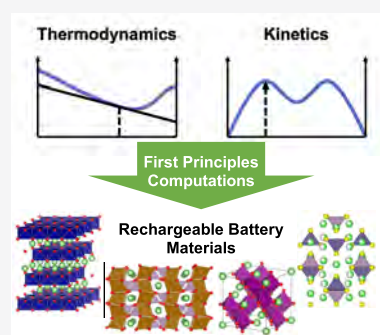 Thermodynamics
Kinetics
First Principles
Computations
Rechargeable Battery
Materials